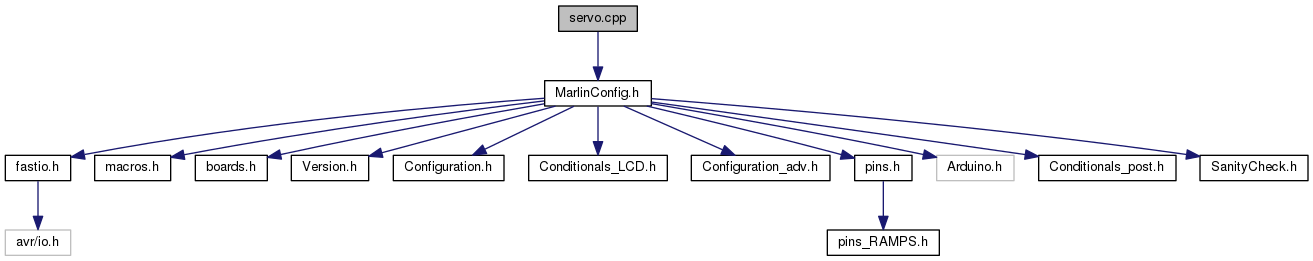 servo.cpp
MarlinConfig.h
fastio.h
macros.h
boards.h
Version.h
Configuration.h
Conditionals_LCD.h
Configuration_adv.h
pins.h
Arduino.h
Conditionals_post.h
SanityCheck.h
avr/io.h
pins_RAMPS.h